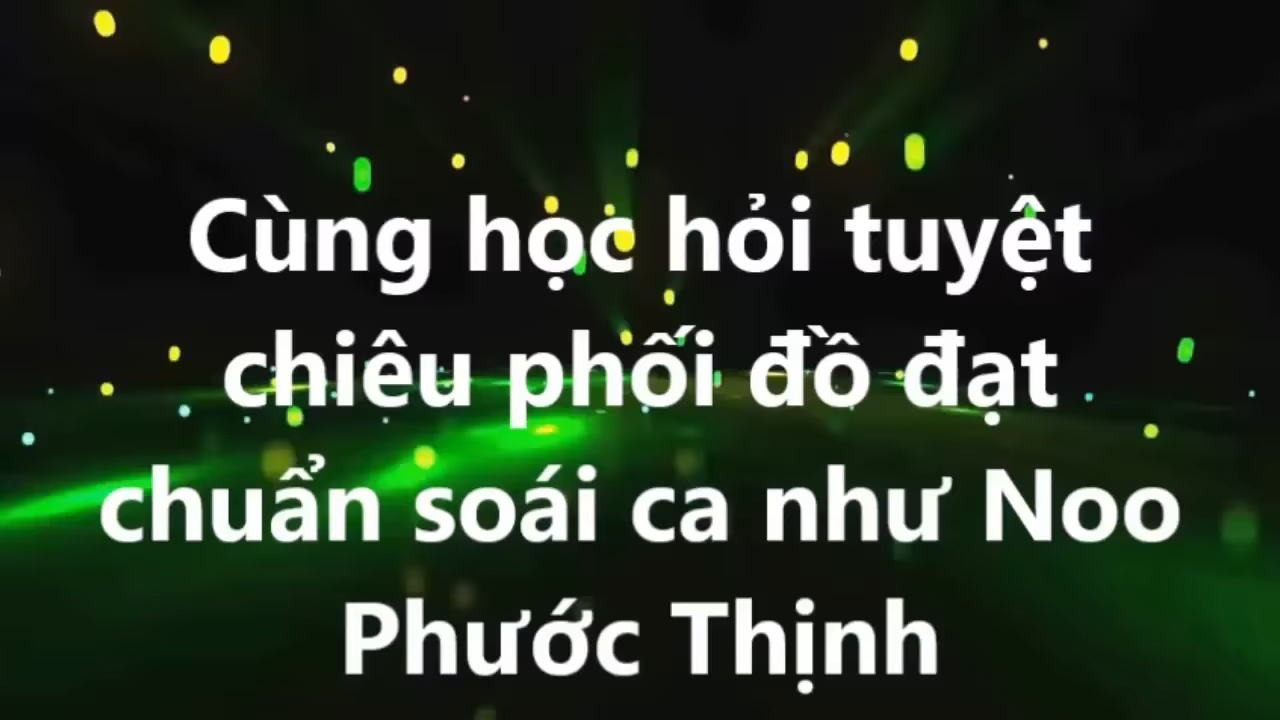 Cùng học hỏi tuyệt
chiêu phối đồ đạt
chuẩn soái ca như Noo
Phước Thịnh